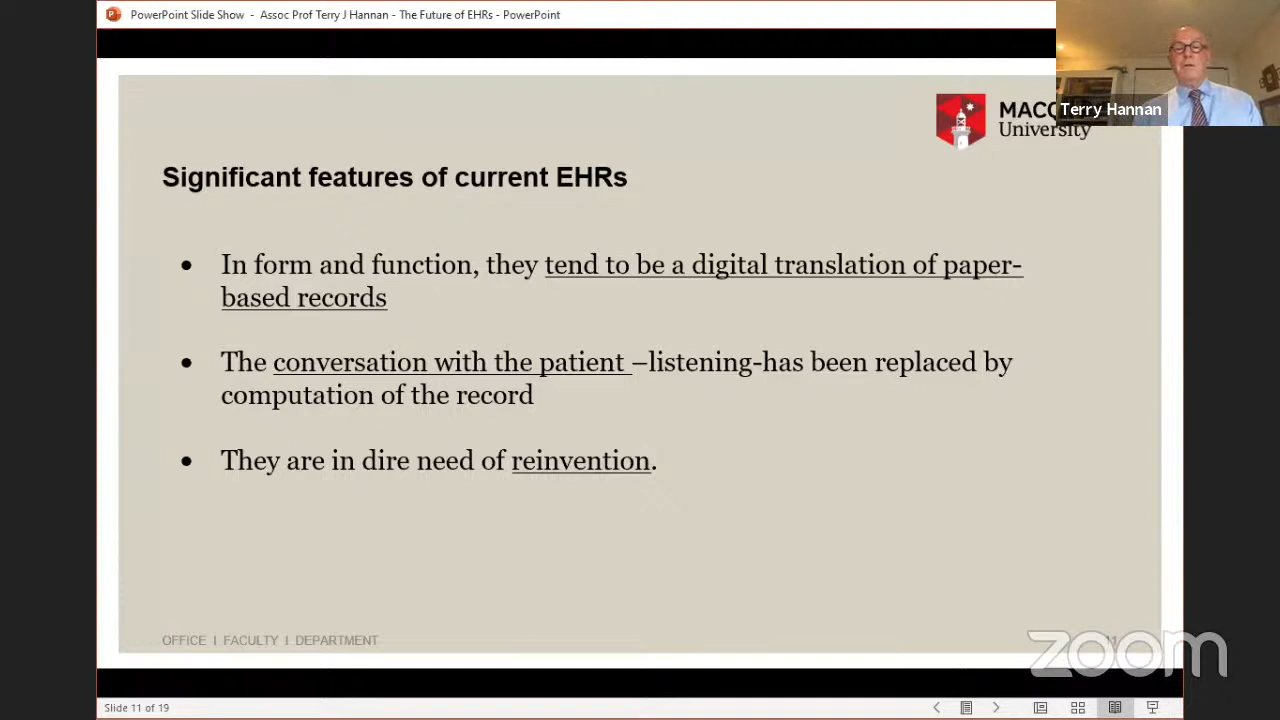 PowerPoint Slide Show - Assoc Prof Terry J Hannan - The Future of EHRs - PowerPoint
Terry Hannan
University
Significant features of current EHRs
• In form and function, they tend to be a digital translation of paper-
based records
• The conversation with the patient –listening-has been replaced by
computation of the record
• They are in dire need of reinvention.
OFFICE I FACULTY I DEPARTMENT
11
zoom
Slide 11 of 19